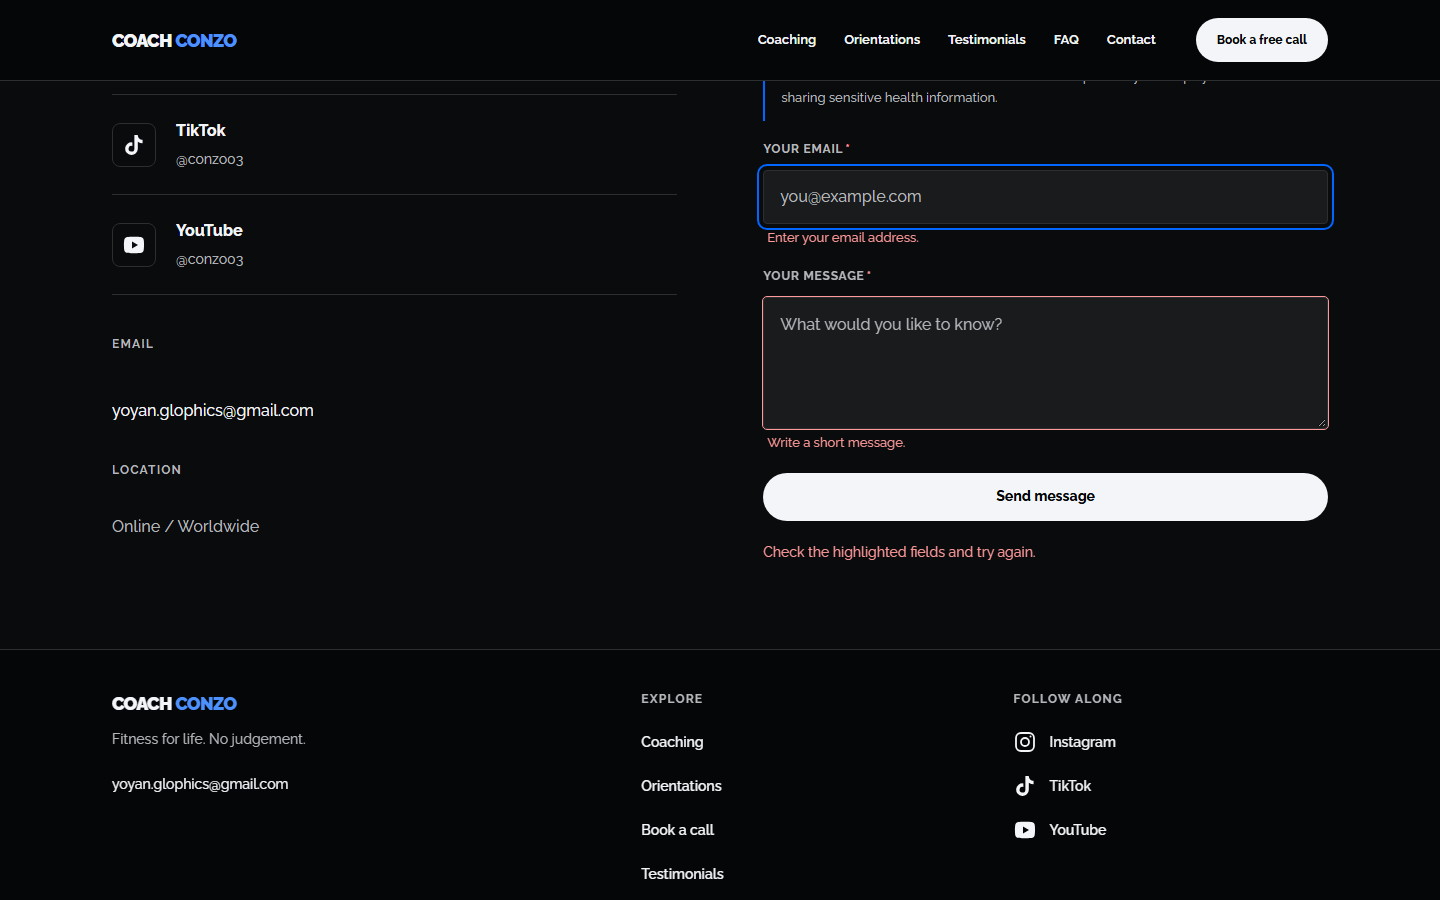 COACH CONZO
Coaching
Orientations
Testimonials
FAQ
Contact
Book a free call
TikTok
@conzo03
YouTube
@conzo03
EMAIL
yoyan.glophics@gmail.com
LOCATION
Online / Worldwide
sharing sensitive health information.
YOUR EMAIL *
you@example.com
Enter your email address.
YOUR MESSAGE *
What would you like to know?
Write a short message.
Send message
Check the highlighted fields and try again.
COACH CONZO
Fitness for life. No judgement.
yoyan.glophics@gmail.com
EXPLORE
Coaching
Orientations
Book a call
Testimonials
FOLLOW ALONG
Instagram
TikTok
YouTube